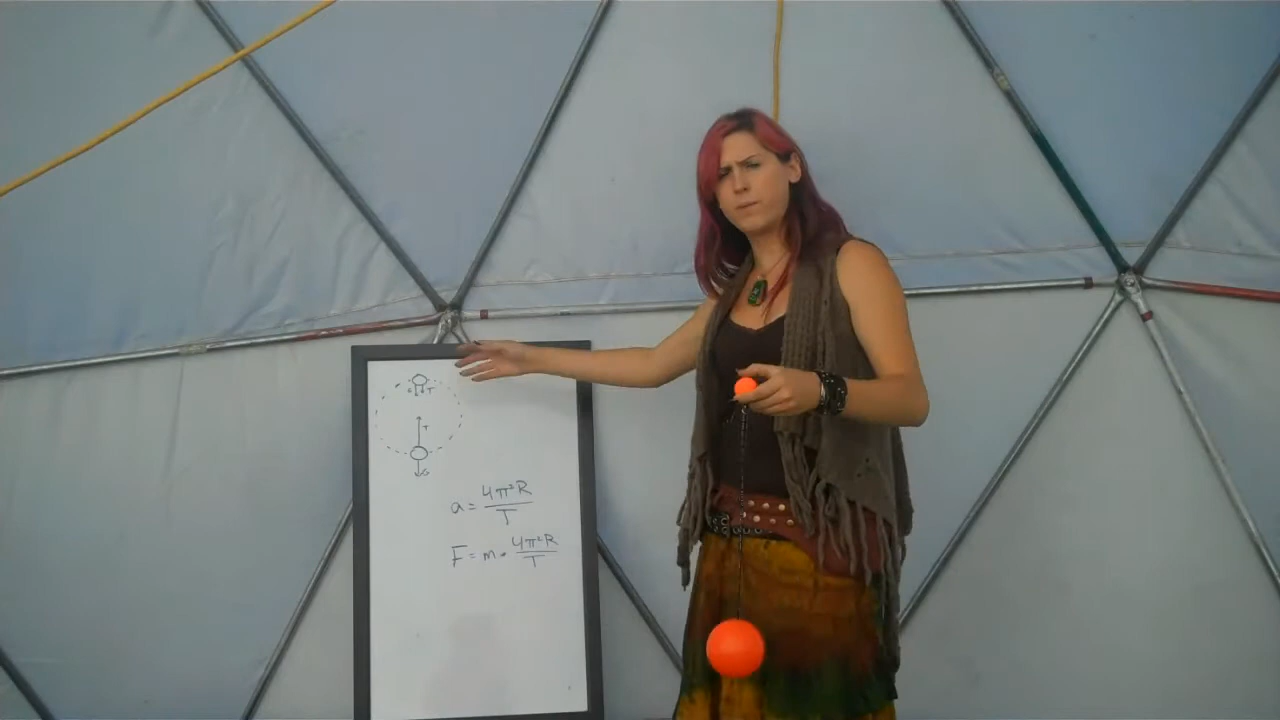 G T
T
G
a = 4π²R / T
F = m • 4π²R / T